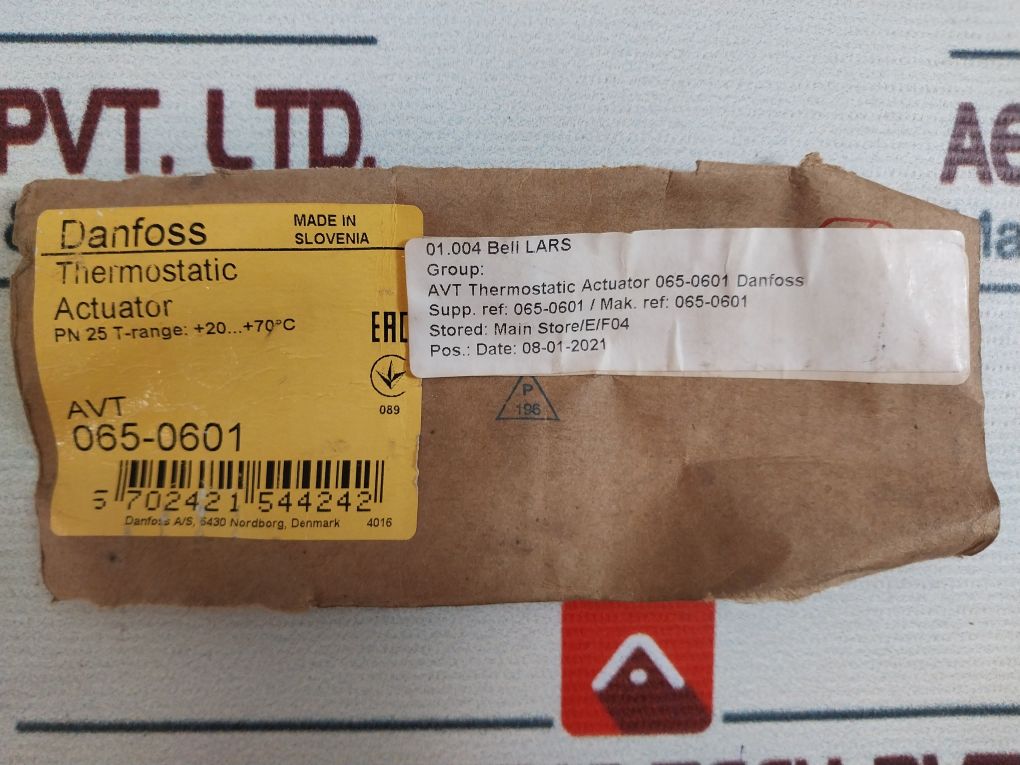 PVT. LTD.
Danfoss
MADE IN
SLOVENIA
Thermostatic
Actuator
PN 25 T-range: +20...+70°C
EAC
089
AVT
065-0601
5 702421 544242
Danfoss A/S, 6430 Nordborg, Denmark 4016
01.004 Bell LARS
Group:
AVT Thermostatic Actuator 065-0601 Danfoss
Supp. ref: 065-0601 / Mak. ref: 065-0601
Stored: Main Store/E/F04
Pos.: Date: 08-01-2021
P
196